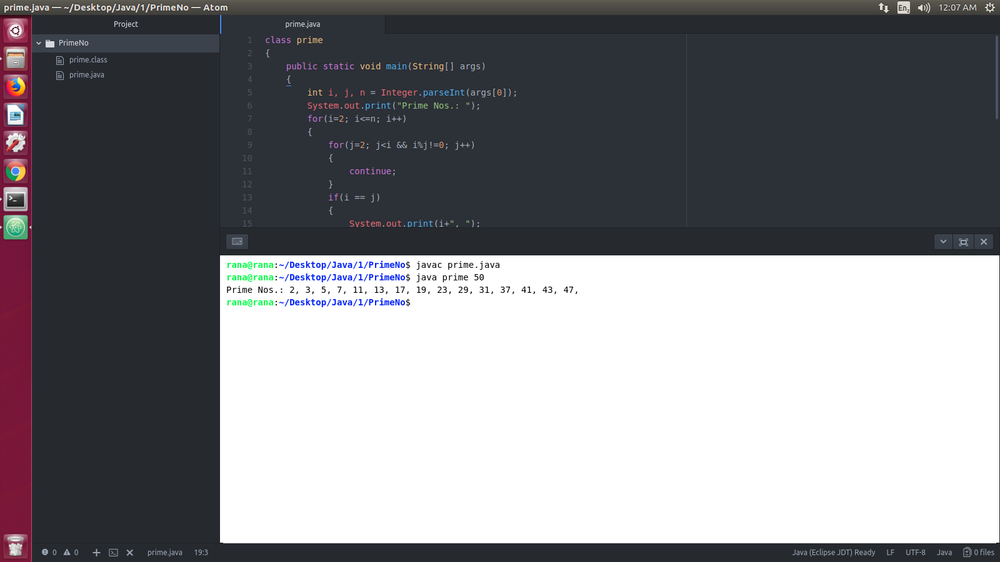 prime.java — ~/Desktop/Java/1/PrimeNo — Atom
En2
12:07 AM
Project
PrimeNo
prime.class
prime.java
prime.java
1 class prime
2 {
3 public static void main(String[] args)
4 {
5 int i, j, n = Integer.parseInt(args[0]);
6 System.out.print("Prime Nos.: ");
7 for(i=2; i<=n; i++)
8 {
9 for(j=2; j<i && i%j!=0; j++)
10 {
11 continue;
12 }
13 if(i == j)
14 {
15 System.out.print(i+", ");
rana@rana:~/Desktop/Java/1/PrimeNo$ javac prime.java
rana@rana:~/Desktop/Java/1/PrimeNo$ java prime 50
Prime Nos.: 2, 3, 5, 7, 11, 13, 17, 19, 23, 29, 31, 37, 41, 43, 47,
rana@rana:~/Desktop/Java/1/PrimeNo$
0 0 prime.java 19:3 Java (Eclipse JDT) Ready LF UTF-8 Java 0 files